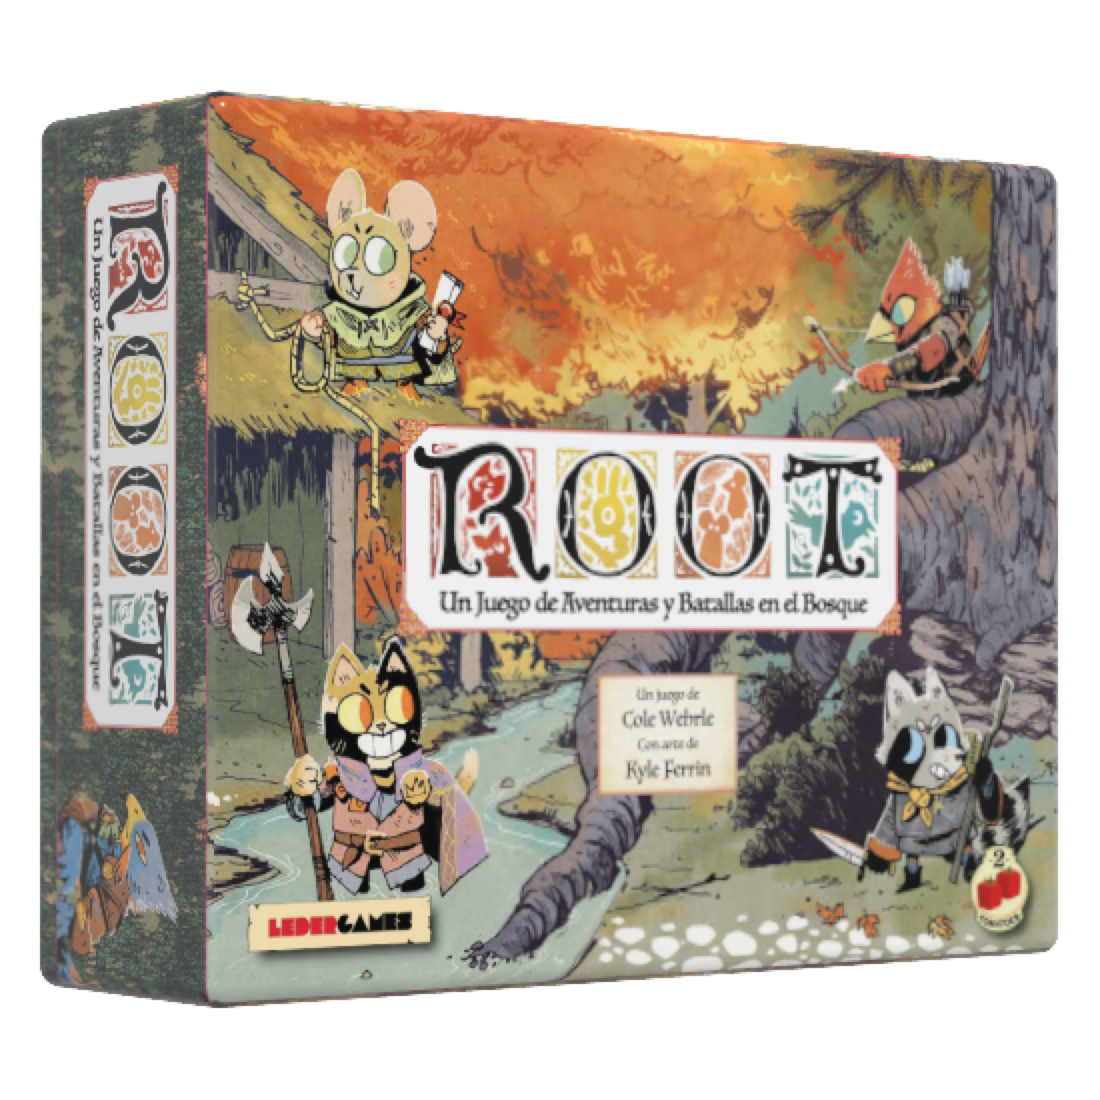 ROOT
Un Juego de Aventuras y Batallas en el Bosque
ROOT
Un Juego de Aventuras y Batallas en el Bosque
Un juego de
Cole Wehrle
Con arte de
Kyle Ferrin
LEDERGAMES
2